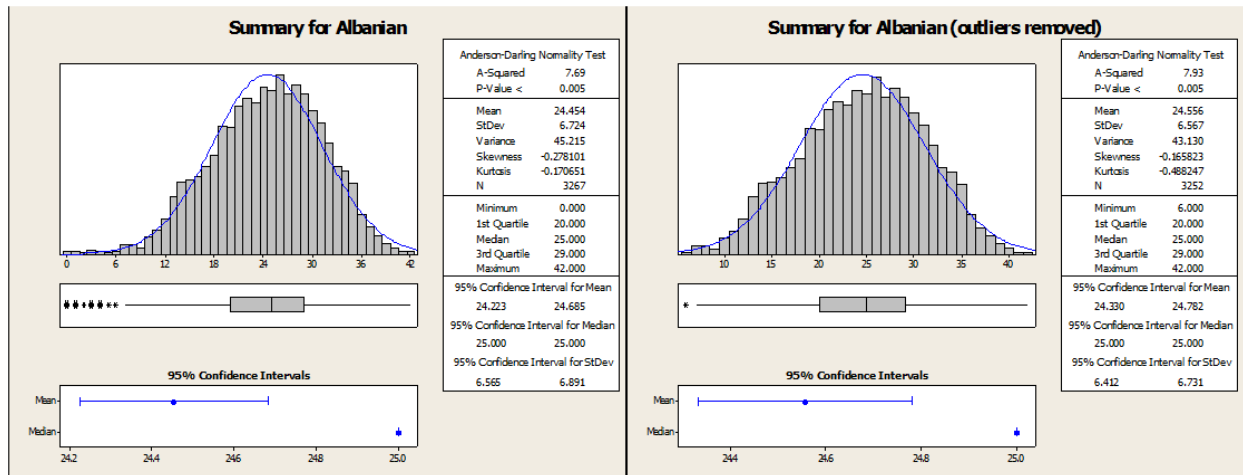 Summary for Albanian
Anderson-Darling Normality Test
A-Squared 7.69
P-Value < 0.005
Mean 24.454
StDev 6.724
Variance 45.215
Skewness -0.278101
Kurtosis -0.170651
N 3267
Minimum 0.000
1st Quartile 20.000
Median 25.000
3rd Quartile 29.000
Maximum 42.000
95% Confidence Interval for Mean
24.223 24.685
95% Confidence Interval for Median
25.000 25.000
95% Confidence Interval for StDev
6.565 6.891
0 6 12 18 24 30 36 42
95% Confidence Intervals
Mean
Median
24.2 24.4 24.6 24.8 25.0
Summary for Albanian (outliers removed)
Anderson-Darling Normality Test
A-Squared 7.93
P-Value < 0.005
Mean 24.556
StDev 6.567
Variance 43.130
Skewness -0.165823
Kurtosis -0.488247
N 3252
Minimum 6.000
1st Quartile 20.000
Median 25.000
3rd Quartile 29.000
Maximum 42.000
95% Confidence Interval for Mean
24.330 24.782
95% Confidence Interval for Median
25.000 25.000
95% Confidence Interval for StDev
6.412 6.731
10 15 20 25 30 35 40
95% Confidence Intervals
Mean
Median
24.4 24.6 24.8 25.0